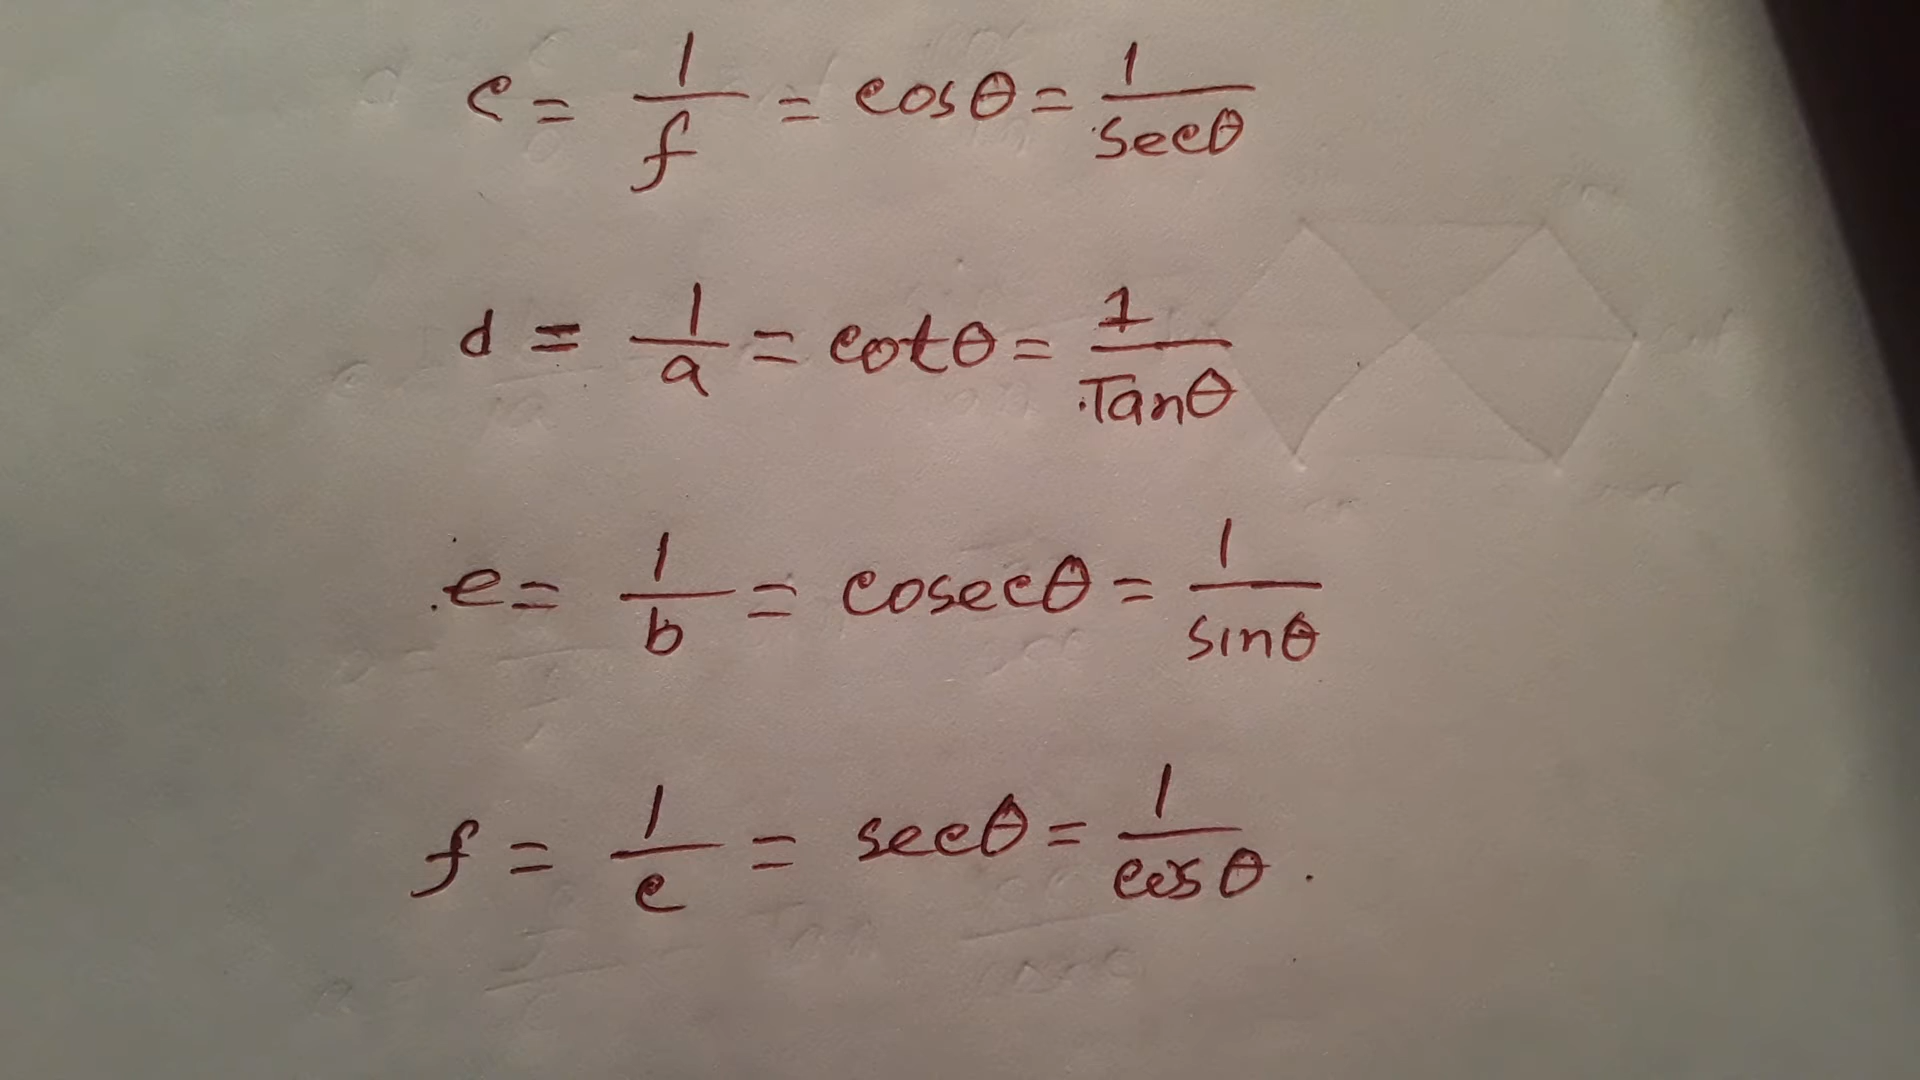 c = 1/f = cosθ = 1/secθ
d = 1/a = cotθ = 1/Tanθ
e = 1/b = cosecθ = 1/sinθ
f = 1/c = secθ = 1/cosθ.